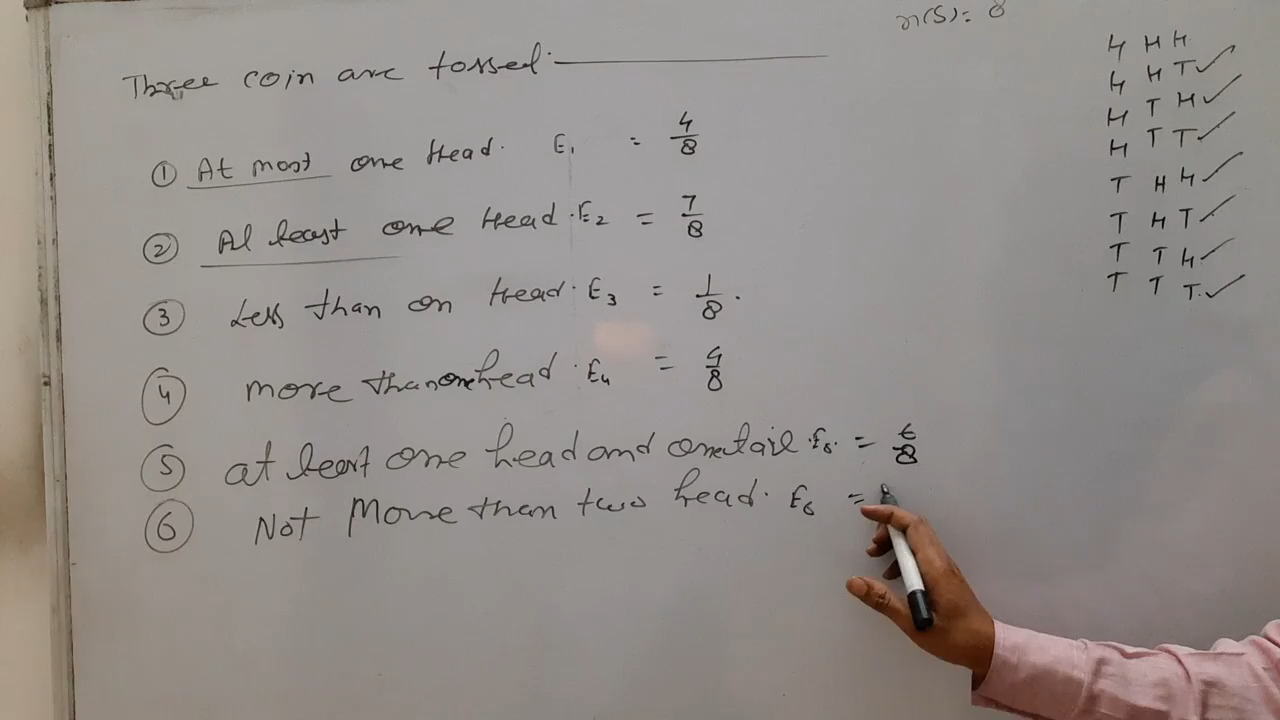 n(S) = 8
Three coin are tossed
① At most one Head. E₁ = 4/8
② At least one Head. E₂ = 7/8
③ Less than on Head. E₃ = 1/8.
④ more than one head. E₄ = 4/8
⑤ at least one head and one tail. E₅. = 6/8
⑥ Not More than two head. E₆ =
H H H
H H T ✓
H T H ✓
H T T ✓
T H H ✓
T H T ✓
T T H ✓
T T T. ✓